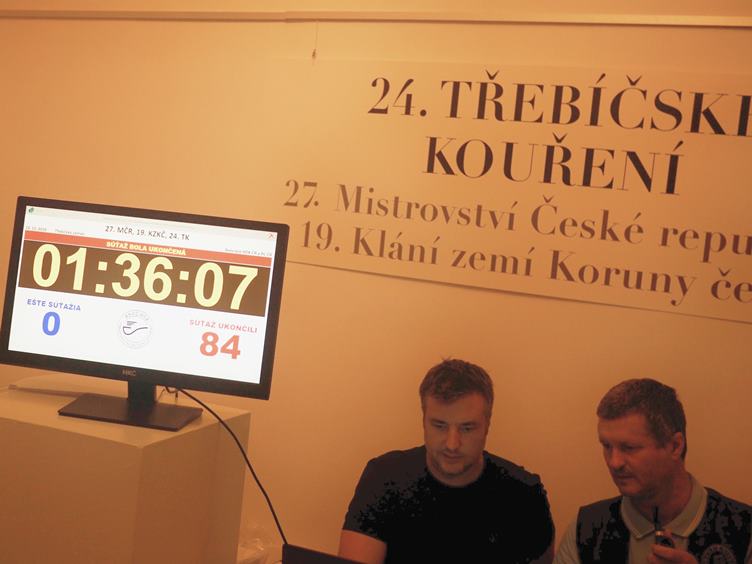 24. TŘEBÍČSKÉ
KOUŘENÍ
27. Mistrovství České repu
19. Klání zemí Koruny če
27. MČR, 19. KZKČ, 24. TK
SÚŤAŽ BOLA UKONČENÁ
01:36:07
EŠTE SÚŤAŽIA
0
SÚŤAŽ UKONČILI
84